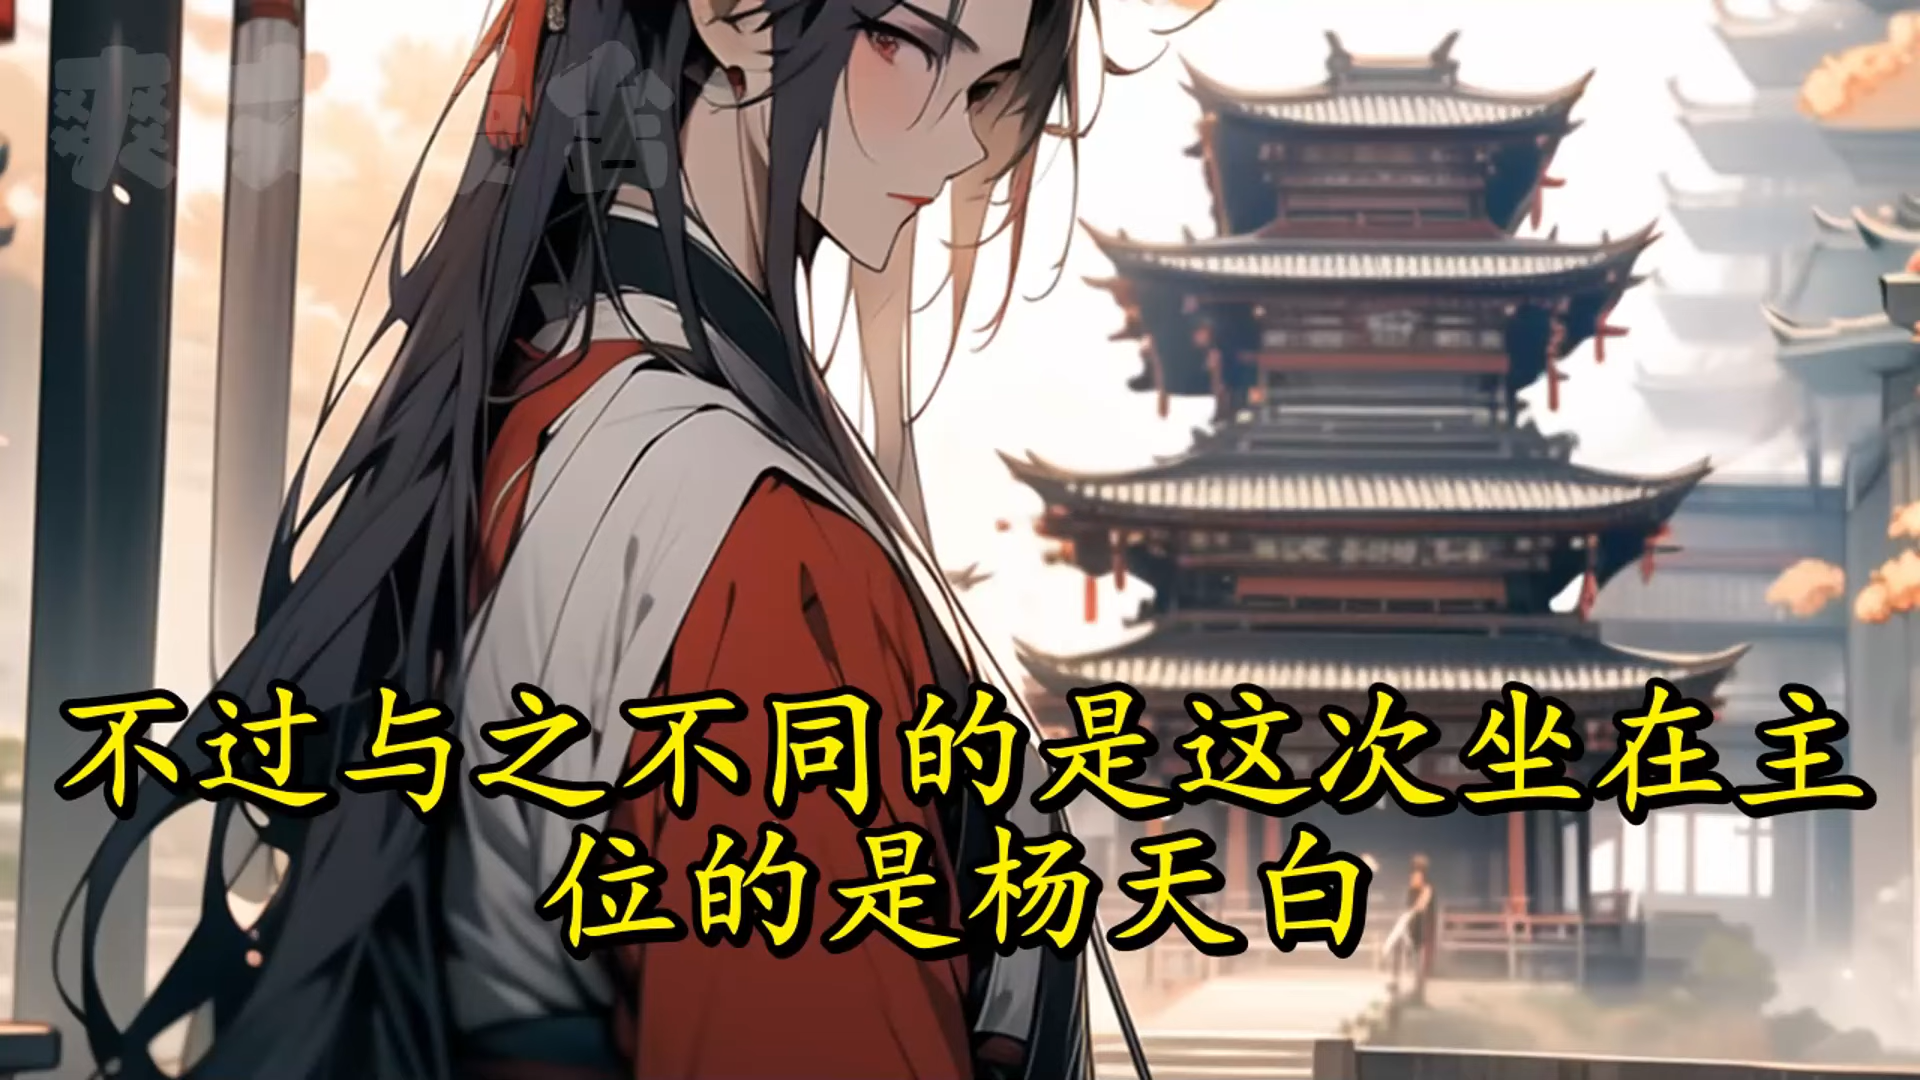 不过与之不同的是这次坐在主
位的是杨天白